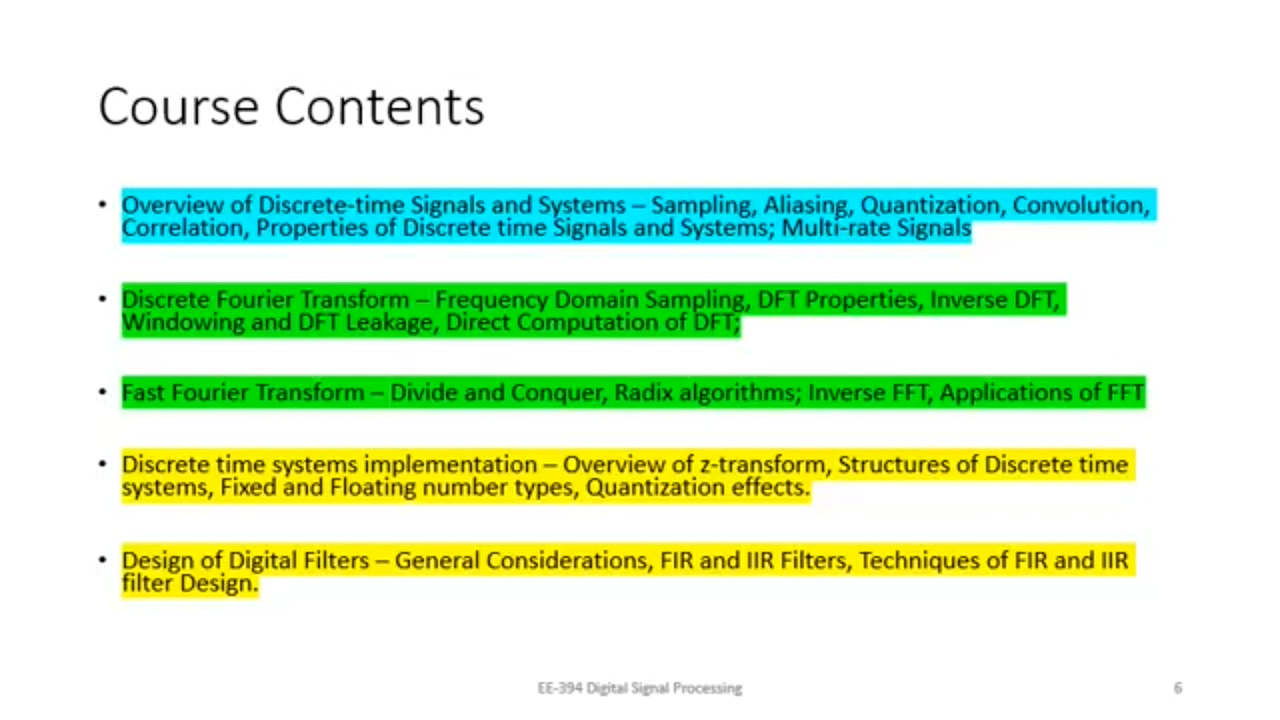 Course Contents
• Overview of Discrete-time Signals and Systems – Sampling, Aliasing, Quantization, Convolution,
Correlation, Properties of Discrete time Signals and Systems; Multi-rate Signals
• Discrete Fourier Transform – Frequency Domain Sampling, DFT Properties, Inverse DFT,
Windowing and DFT Leakage, Direct Computation of DFT;
• Fast Fourier Transform – Divide and Conquer, Radix algorithms; Inverse FFT, Applications of FFT
• Discrete time systems implementation – Overview of z-transform, Structures of Discrete time
systems, Fixed and Floating number types, Quantization effects.
• Design of Digital Filters – General Considerations, FIR and IIR Filters, Techniques of FIR and IIR
filter Design.
EE-394 Digital Signal Processing
6